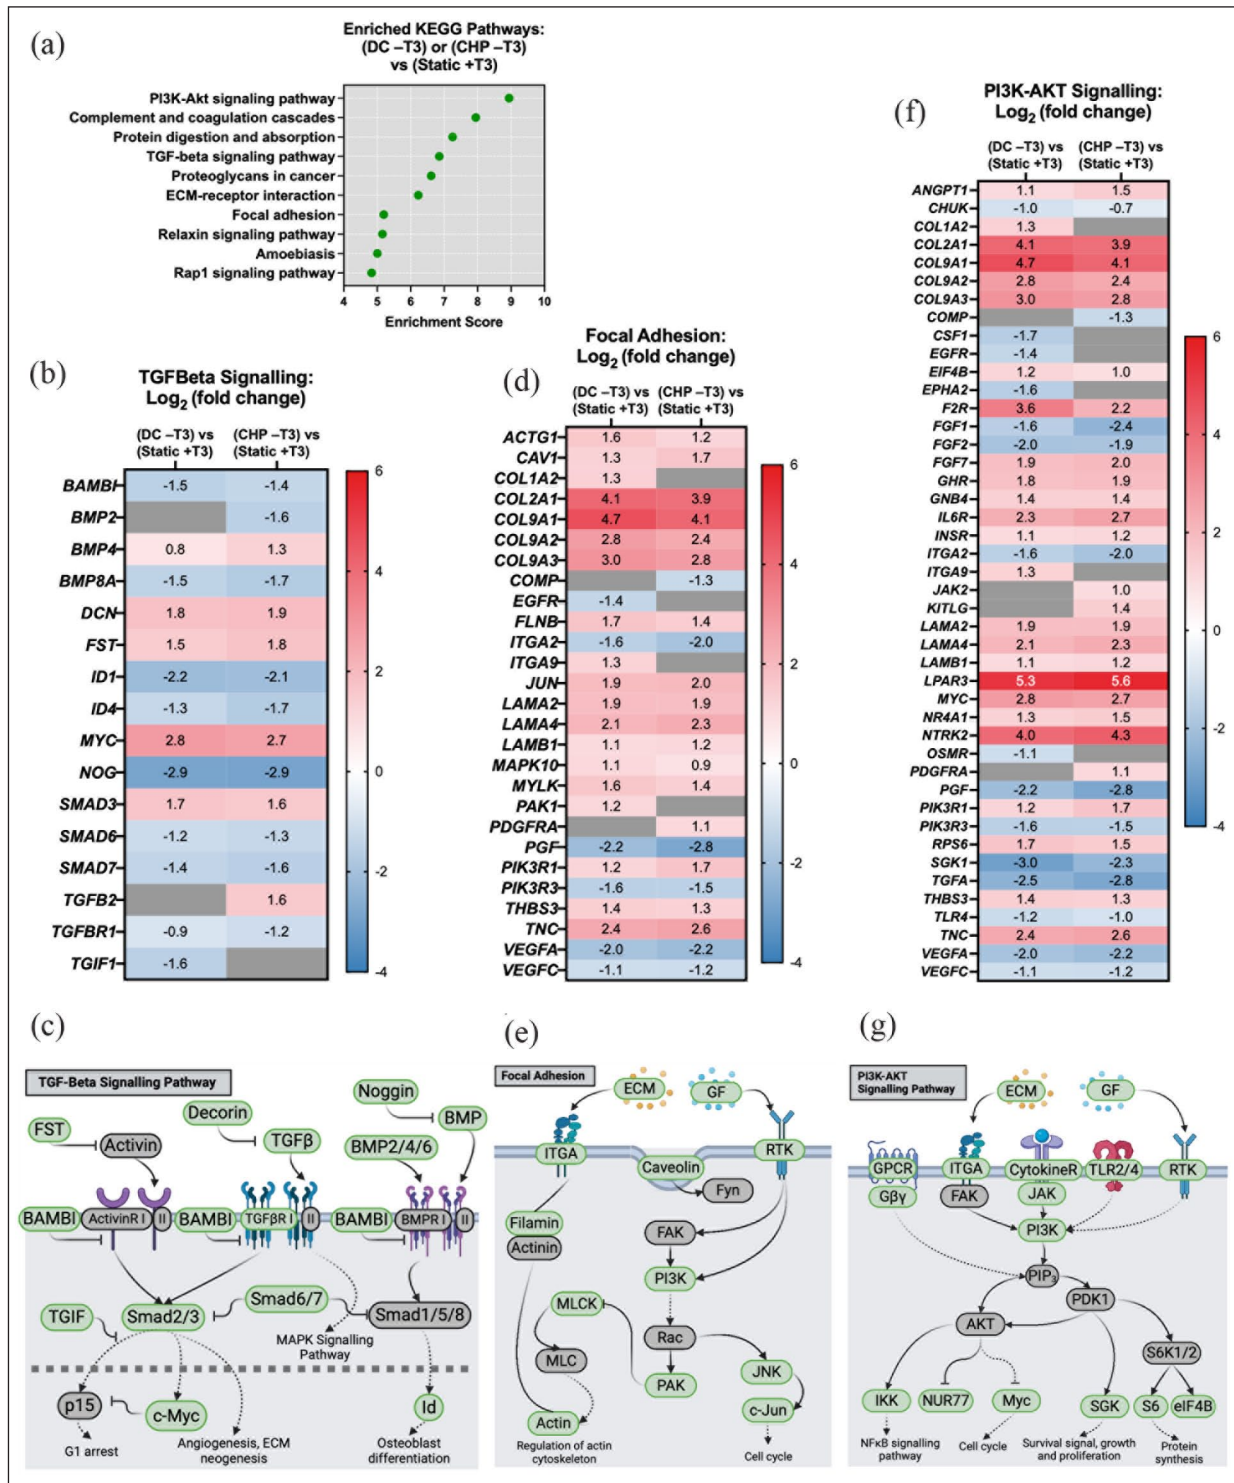 (a)
Enriched KEGG Pathways:
(DC –T3) or (CHP –T3)
vs (Static +T3)
PI3K-Akt signaling pathway
Complement and coagulation cascades
Protein digestion and absorption
TGF-beta signaling pathway
Proteoglycans in cancer
ECM-receptor interaction
Focal adhesion
Relaxin signaling pathway
Amoebiasis
Rap1 signaling pathway
4 5 6 7 8 9 10
Enrichment Score
(b)
TGFBeta Signalling:
Log2 (fold change)
(DC –T3) vs (CHP –T3) vs
(Static +T3) (Static +T3)
BAMBI -1.5 -1.4
BMP2 -1.6
BMP4 0.8 1.3
BMP8A -1.5 -1.7
DCN 1.8 1.9
FST 1.5 1.8
ID1 -2.2 -2.1
ID4 -1.3 -1.7
MYC 2.8 2.7
NOG -2.9 -2.9
SMAD3 1.7 1.6
SMAD6 -1.2 -1.3
SMAD7 -1.4 -1.6
TGFB2 1.6
TGFBR1 -0.9 -1.2
TGIF1 -1.6
6
4
2
0
-2
-4
(d)
Focal Adhesion:
Log2 (fold change)
(DC –T3) vs (CHP –T3) vs
(Static +T3) (Static +T3)
ACTG1 1.6 1.2
CAV1 1.3 1.7
COL1A2 1.3
COL2A1 4.1 3.9
COL9A1 4.7 4.1
COL9A2 2.8 2.4
COL9A3 3.0 2.8
COMP -1.3
EGFR -1.4
FLNB 1.7 1.4
ITGA2 -1.6 -2.0
ITGA9 1.3
JUN 1.9 2.0
LAMA2 1.9 1.9
LAMA4 2.1 2.3
LAMB1 1.1 1.2
MAPK10 1.1 0.9
MYLK 1.6 1.4
PAK1 1.2
PDGFRA 1.1
PGF -2.2 -2.8
PIK3R1 1.2 1.7
PIK3R3 -1.6 -1.5
THBS3 1.4 1.3
TNC 2.4 2.6
VEGFA -2.0 -2.2
VEGFC -1.1 -1.2
6
4
2
0
-2
-4
(f)
PI3K-AKT Signalling:
Log2 (fold change)
(DC –T3) vs (CHP –T3) vs
(Static +T3) (Static +T3)
ANGPT1 1.1 1.5
CHUK -1.0 -0.7
COL1A2 1.3
COL2A1 4.1 3.9
COL9A1 4.7 4.1
COL9A2 2.8 2.4
COL9A3 3.0 2.8
COMP -1.3
CSF1 -1.7
EGFR -1.4
EIF4B 1.2 1.0
EPHA2 -1.6
F2R 3.6 2.2
FGF1 -1.6 -2.4
FGF2 -2.0 -1.9
FGF7 1.9 2.0
GHR 1.8 1.9
GNB4 1.4 1.4
IL6R 2.3 2.7
INSR 1.1 1.2
ITGA2 -1.6 -2.0
ITGA9 1.3
JAK2 1.0
KITLG 1.4
LAMA2 1.9 1.9
LAMA4 2.1 2.3
LAMB1 1.1 1.2
LPAR3 5.3 5.6
MYC 2.8 2.7
NR4A1 1.3 1.5
NTRK2 4.0 4.3
OSMR -1.1
PDGFRA 1.1
PGF -2.2 -2.8
PIK3R1 1.2 1.7
PIK3R3 -1.6 -1.5
RPS6 1.7 1.5
SGK1 -3.0 -2.3
TGFA -2.5 -2.8
THBS3 1.4 1.3
TLR4 -1.2 -1.0
TNC 2.4 2.6
VEGFA -2.0 -2.2
VEGFC -1.1 -1.2
6
4
2
0
-2
-4
(c)
TGF-Beta Signalling Pathway
Noggin
Decorin
BMP
FST
Activin
TGFβ
BMP2/4/6
BAMBI ActivinR I II BAMBI TGFβR I II BAMBI BMPR I II
TGIF
Smad2/3
Smad6/7
Smad1/5/8
MAPK Signalling
Pathway
p15
c-Myc
Id
G1 arrest
Angiogenesis, ECM
neogenesis
Osteoblast
differentiation
(e)
Focal Adhesion
ECM
GF
ITGA
Caveolin
RTK
Fyn
Filamin
Actinin
FAK
PI3K
MLCK
Rac
MLC
JNK
PAK
c-Jun
Actin
Regulation of actin
cytoskeleton
Cell cycle
(g)
PI3K-AKT
Signalling Pathway
ECM
GF
GPCR ITGA CytokineR TLR2/4 RTK
Gβγ FAK JAK
PI3K
PIP3
PDK1
AKT
S6K1/2
IKK NUR77 Myc SGK S6 eIF4B
NFκB signalling
pathway
Cell cycle
Survival signal, growth
and proliferation
Protein
synthesis